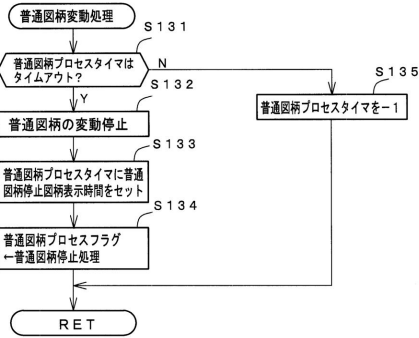 普通図柄変動処理
S131
普通図柄プロセスタイマは
タイムアウト?
N
Y
S135
普通図柄プロセスタイマを-1
S132
普通図柄の変動停止
S133
普通図柄プロセスタイマに普通
図柄停止図柄表示時間をセット
S134
普通図柄プロセスフラグ
←普通図柄停止処理
RET